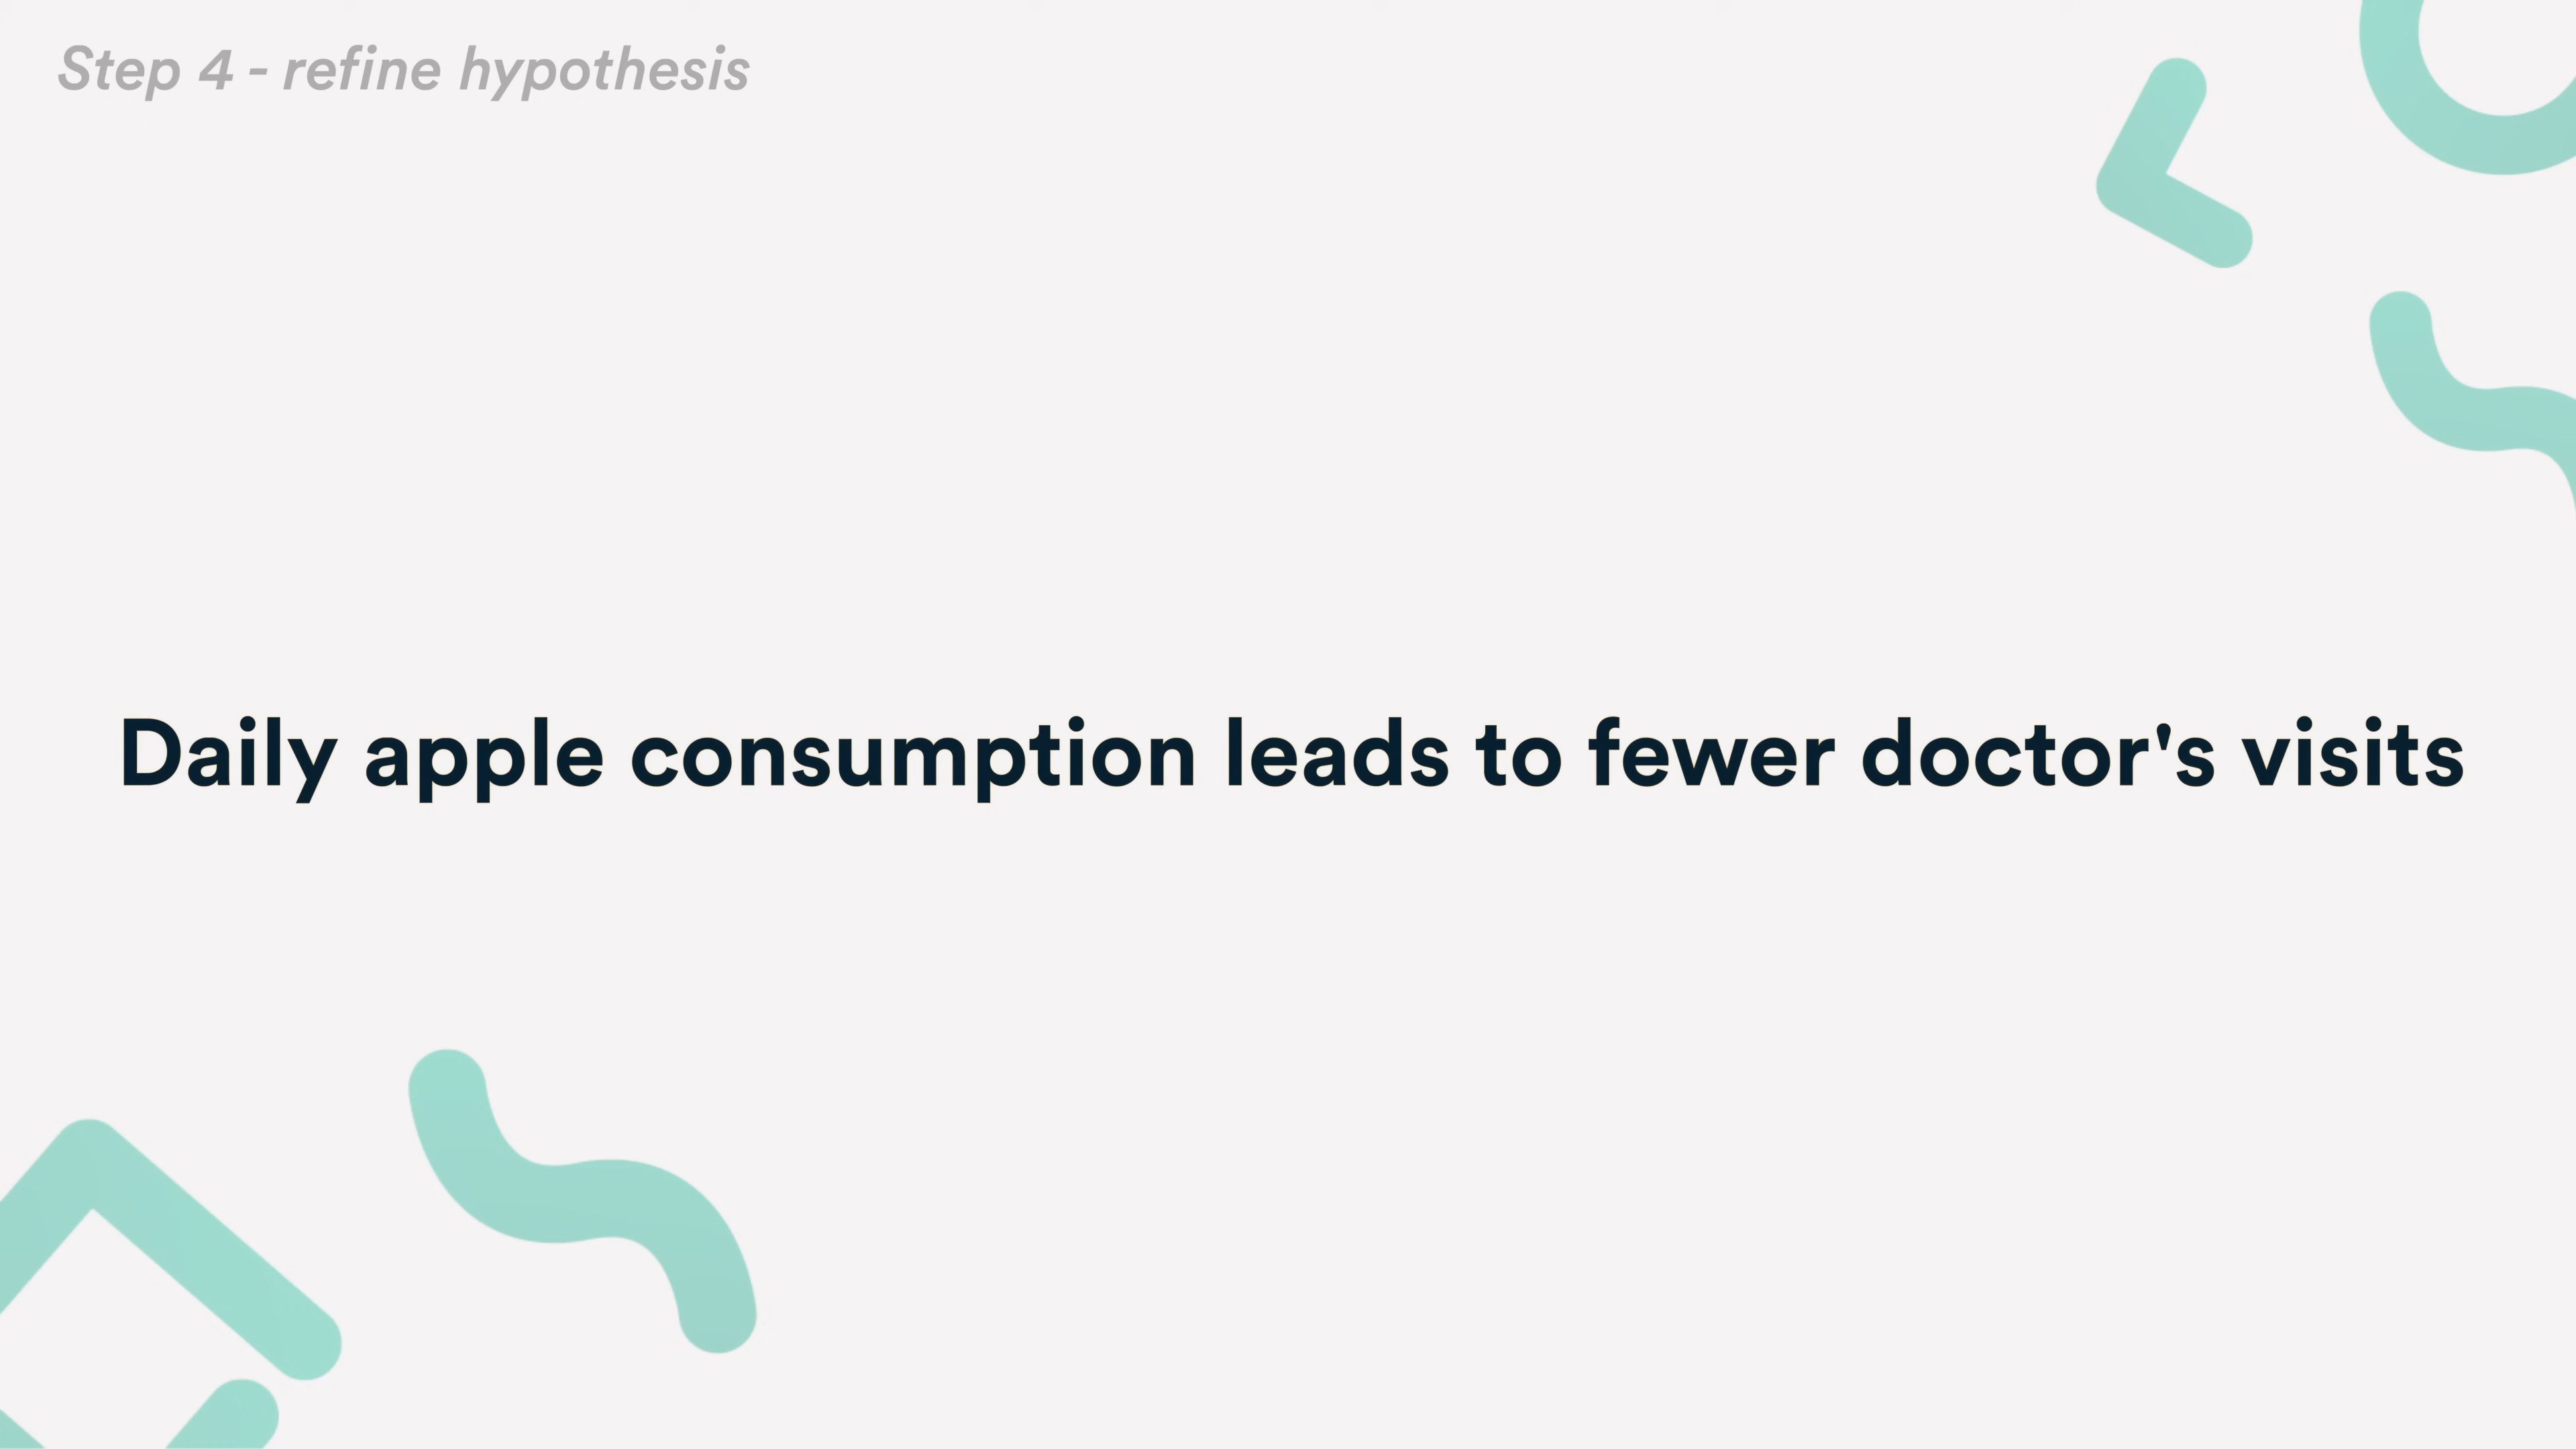 Step 4 - refine hypothesis
Daily apple consumption leads to fewer doctor's visits